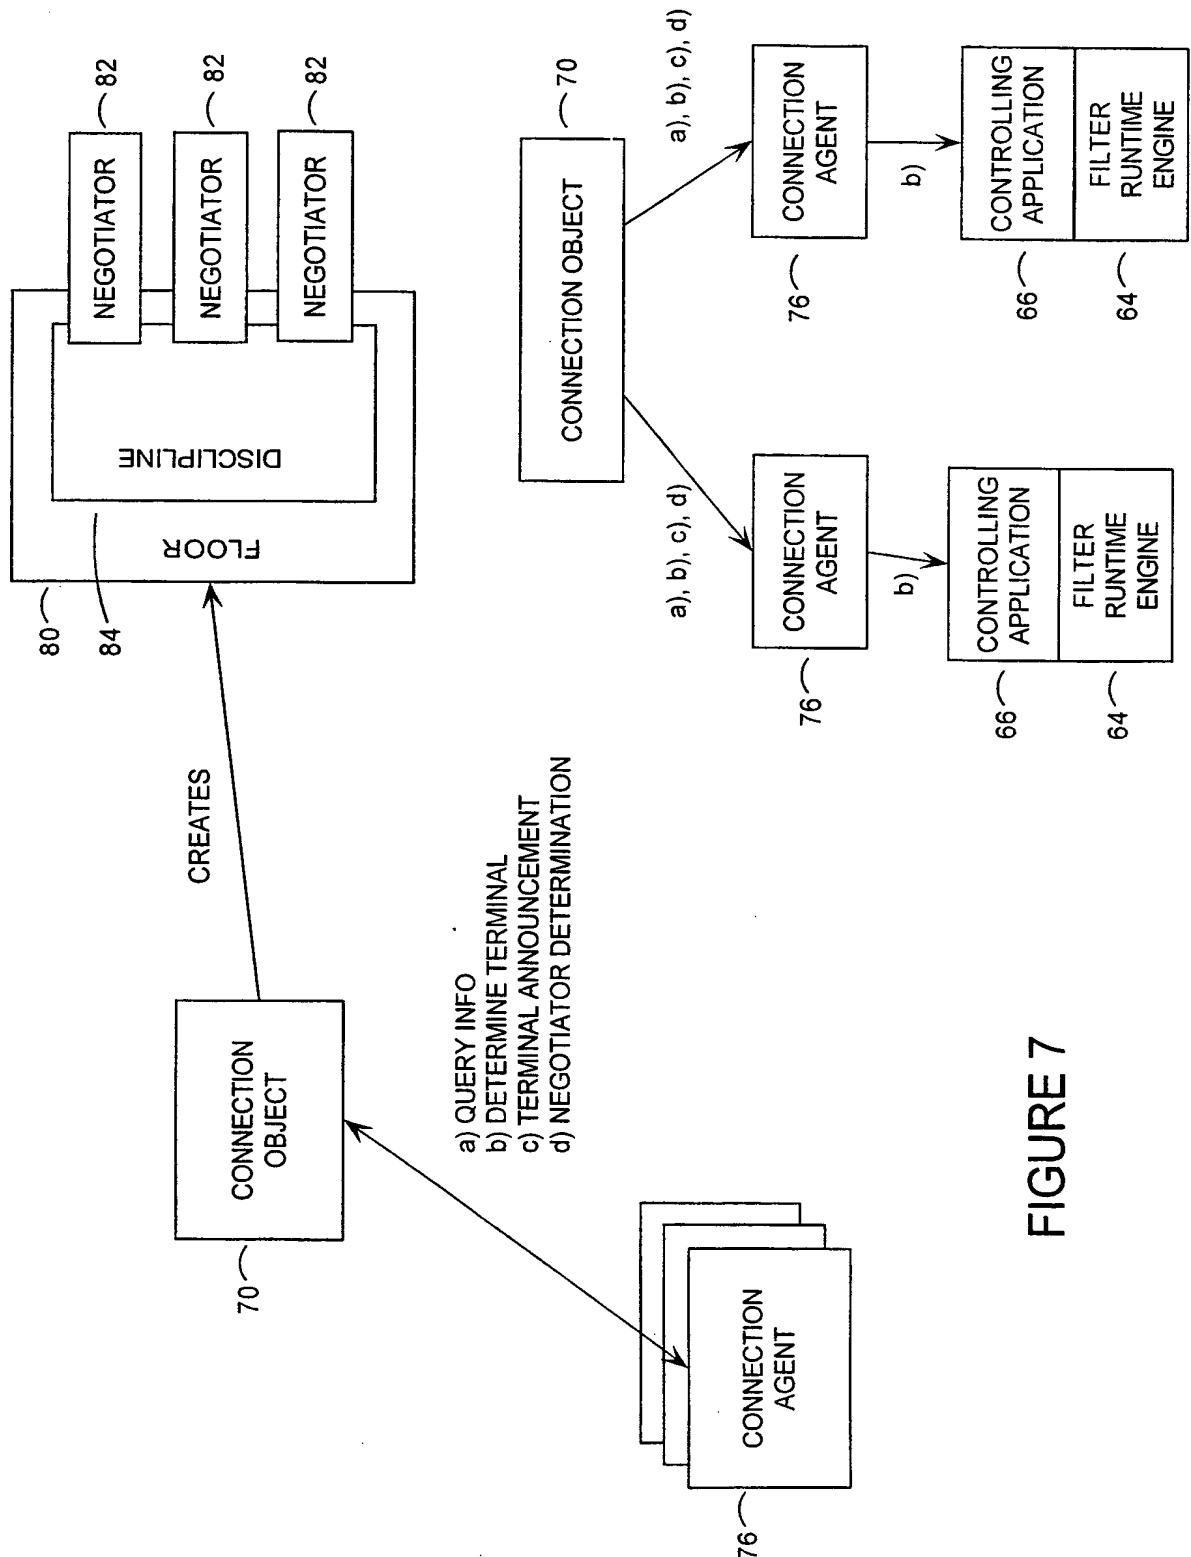 76
CONNECTION
AGENT
70
CONNECTION
OBJECT
a) QUERY INFO
b) DETERMINE TERMINAL
c) TERMINAL ANNOUNCEMENT
d) NEGOTIATOR DETERMINATION
CREATES
80
84
FLOOR
DISCIPLINE
NEGOTIATOR
82
NEGOTIATOR
82
NEGOTIATOR
82
CONNECTION OBJECT
70
a), b), c), d)
a), b), c), d)
76
CONNECTION
AGENT
b)
66
CONTROLLING
APPLICATION
64
FILTER
RUNTIME
ENGINE
76
CONNECTION
AGENT
b)
66
CONTROLLING
APPLICATION
64
FILTER
RUNTIME
ENGINE
FIGURE 7